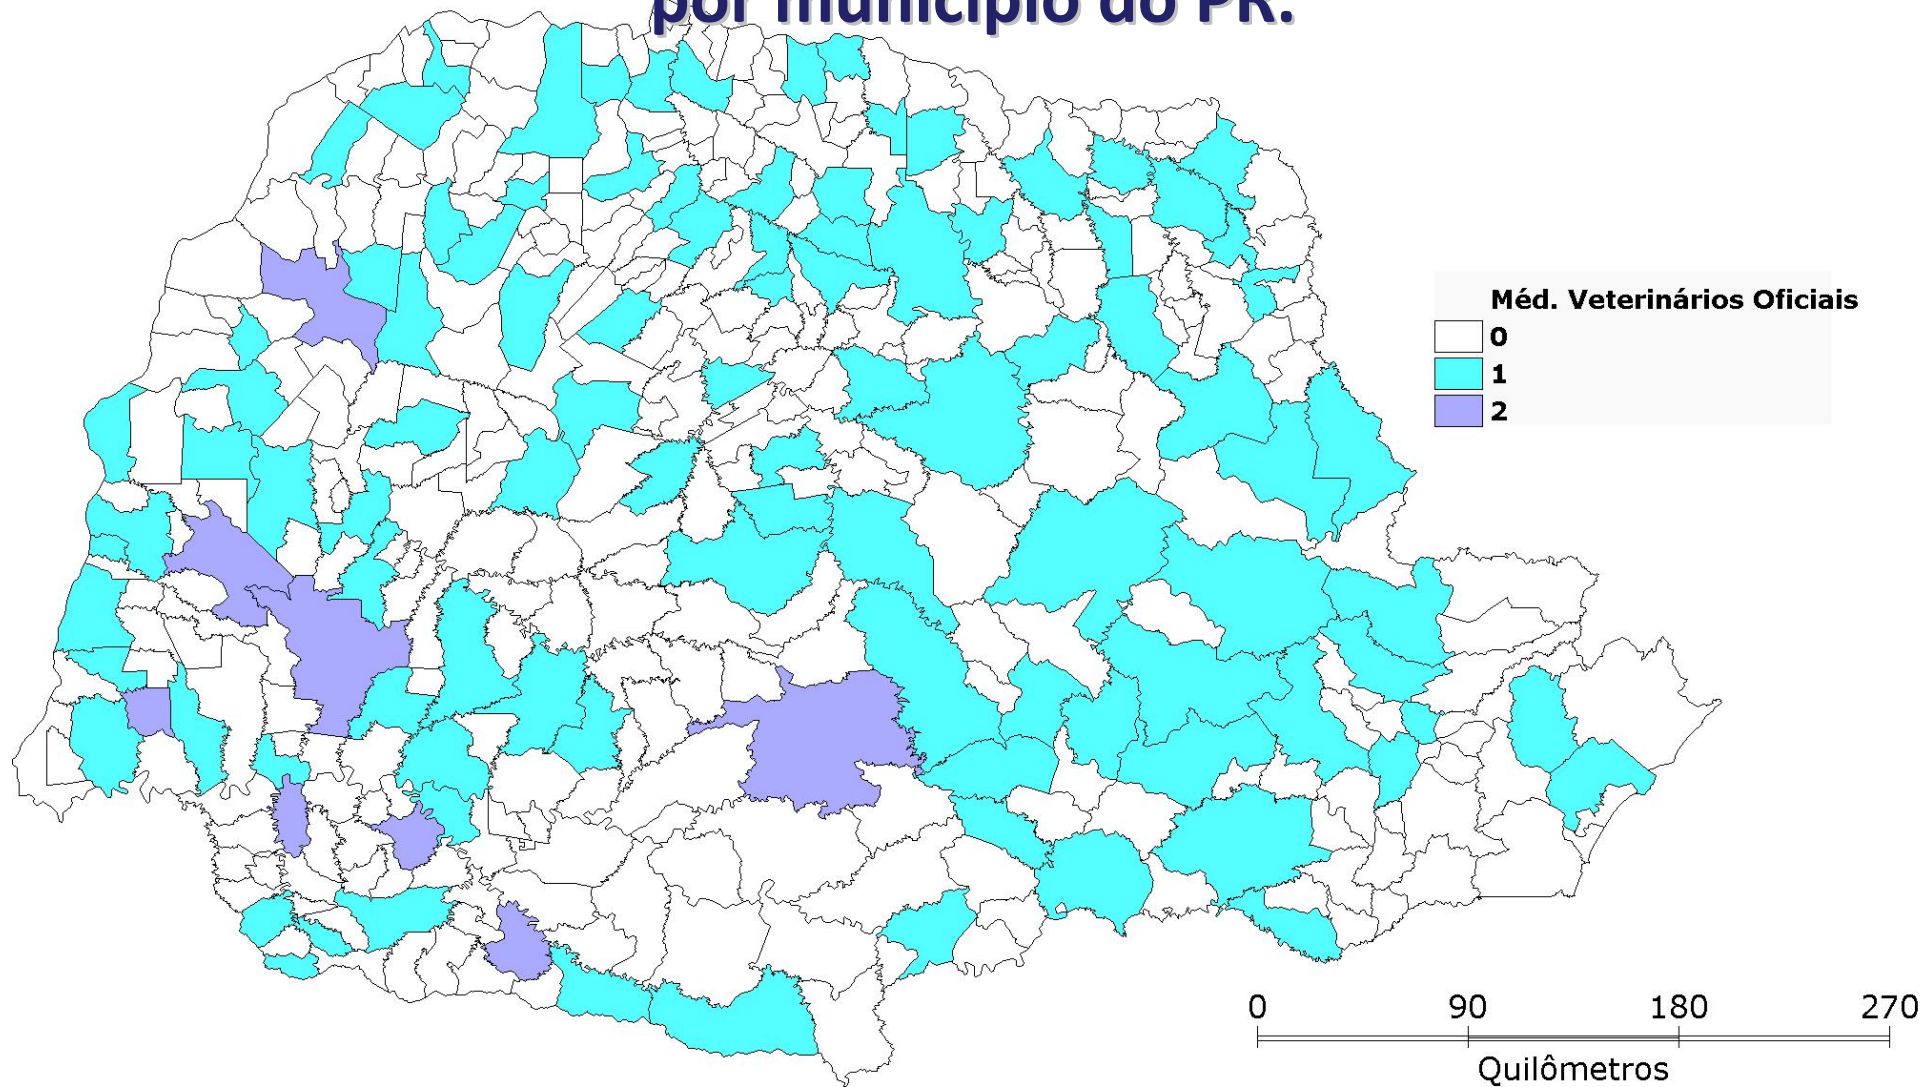 por município do PR.
Méd. Veterinários Oficiais
0
1
2
0 90 180 270
Quilômetros